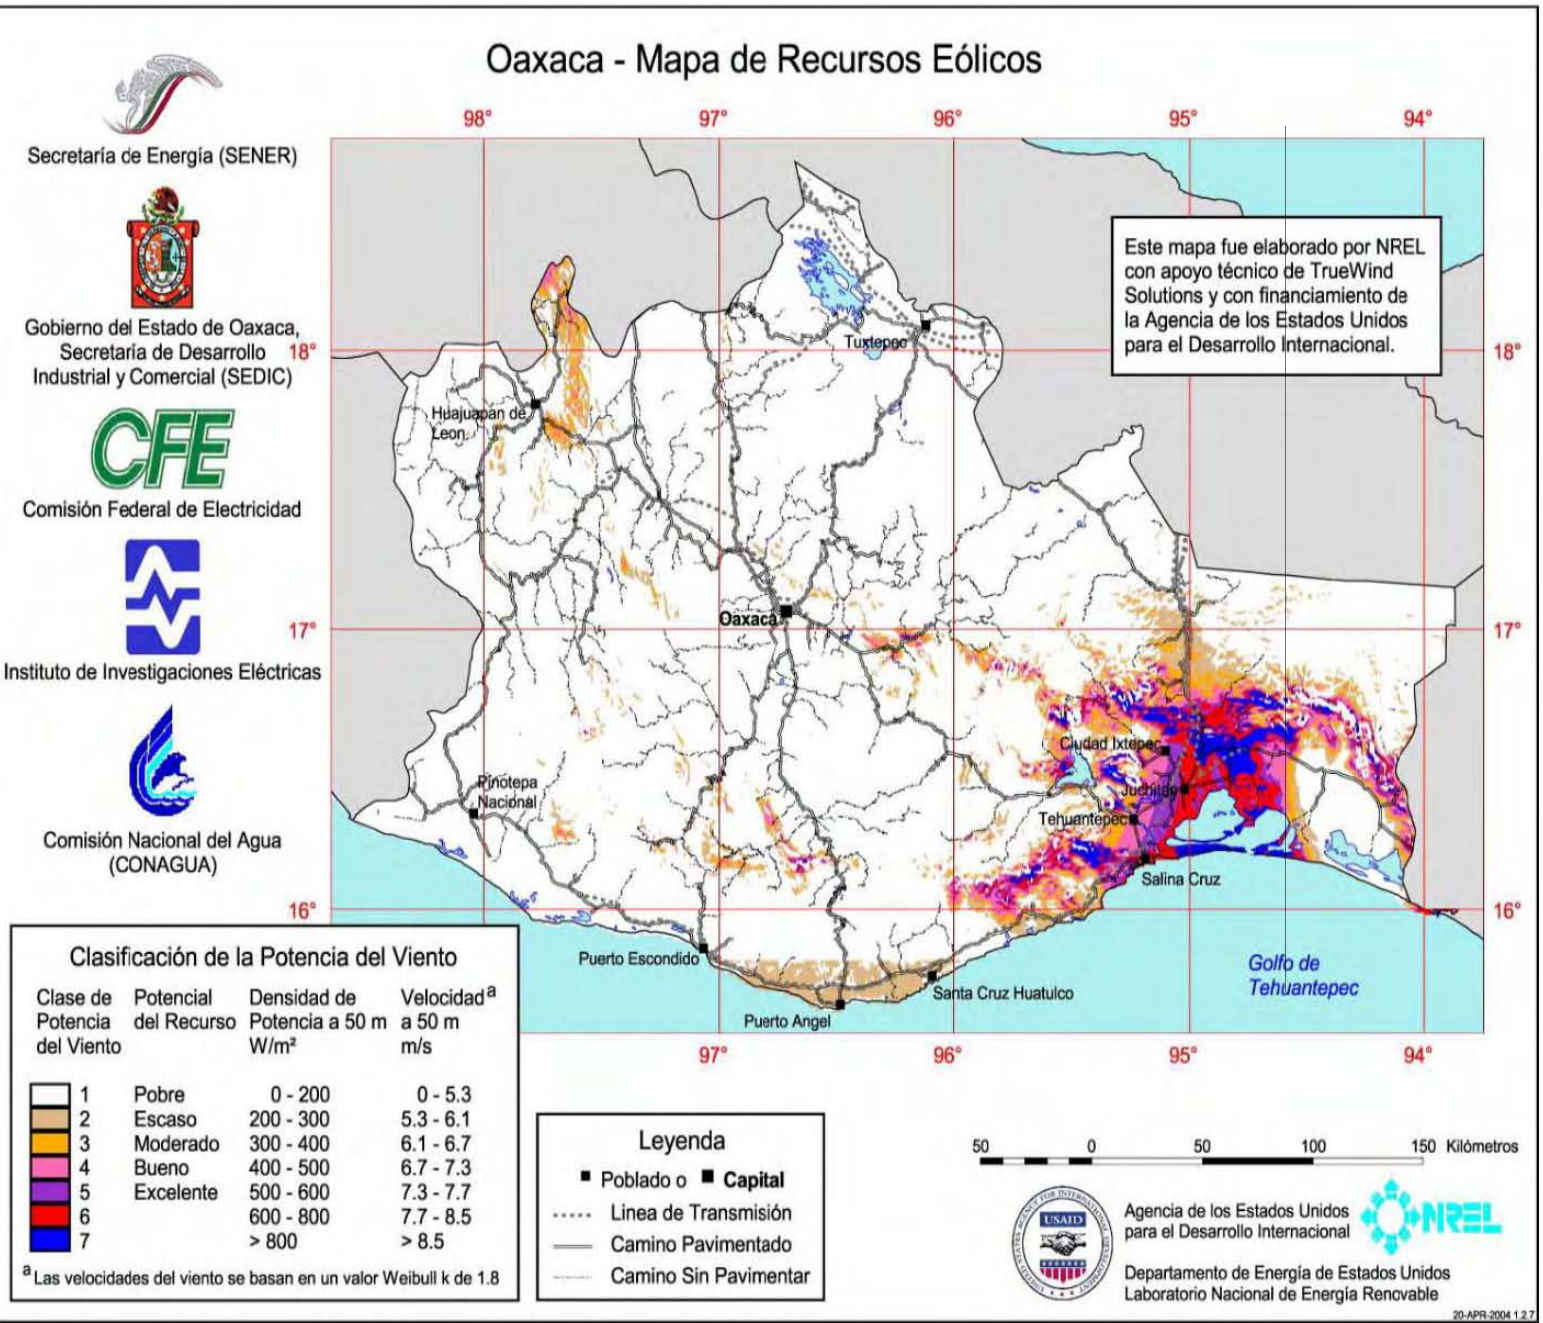 Oaxaca - Mapa de Recursos Eólicos
98°
97°
96°
95°
94°
Secretaría de Energía (SENER)
Gobierno del Estado de Oaxaca,
Secretaría de Desarrollo
Industrial y Comercial (SEDIC)
CFE
Comisión Federal de Electricidad
Instituto de Investigaciones Eléctricas
Comisión Nacional del Agua
(CONAGUA)
Este mapa fue elaborado por NREL
con apoyo técnico de TrueWind
Solutions y con financiamiento de
la Agencia de los Estados Unidos
para el Desarrollo Internacional.
18°
18°
17°
17°
16°
16°
Tuxtepec
Huajuapan de
Leon
Oaxaca
Ciudad Ixtepec
Juchitan
Tehuantepec
Salina Cruz
Pinotepa
Nacional
Puerto Escondido
Santa Cruz Huatulco
Puerto Angel
Golfo de
Tehuantepec
97°
96°
95°
94°
Clasificación de la Potencia del Viento
Clase de Potencia del Viento
Potencial del Recurso
Densidad de Potencia a 50 m W/m²
Velocidad a a 50 m m/s
1 Pobre 0 - 200 0 - 5.3
2 Escaso 200 - 300 5.3 - 6.1
3 Moderado 300 - 400 6.1 - 6.7
4 Bueno 400 - 500 6.7 - 7.3
5 Excelente 500 - 600 7.3 - 7.7
6 600 - 800 7.7 - 8.5
7 > 800 > 8.5
a Las velocidades del viento se basan en un valor Weibull k de 1.8
Leyenda
Poblado o Capital
Linea de Transmisión
Camino Pavimentado
Camino Sin Pavimentar
50 0 50 100 150 Kilómetros
USAID
Agencia de los Estados Unidos
para el Desarrollo Internacional
NREL
Departamento de Energía de Estados Unidos
Laboratorio Nacional de Energía Renovable
20-APR-2004 1.2.7